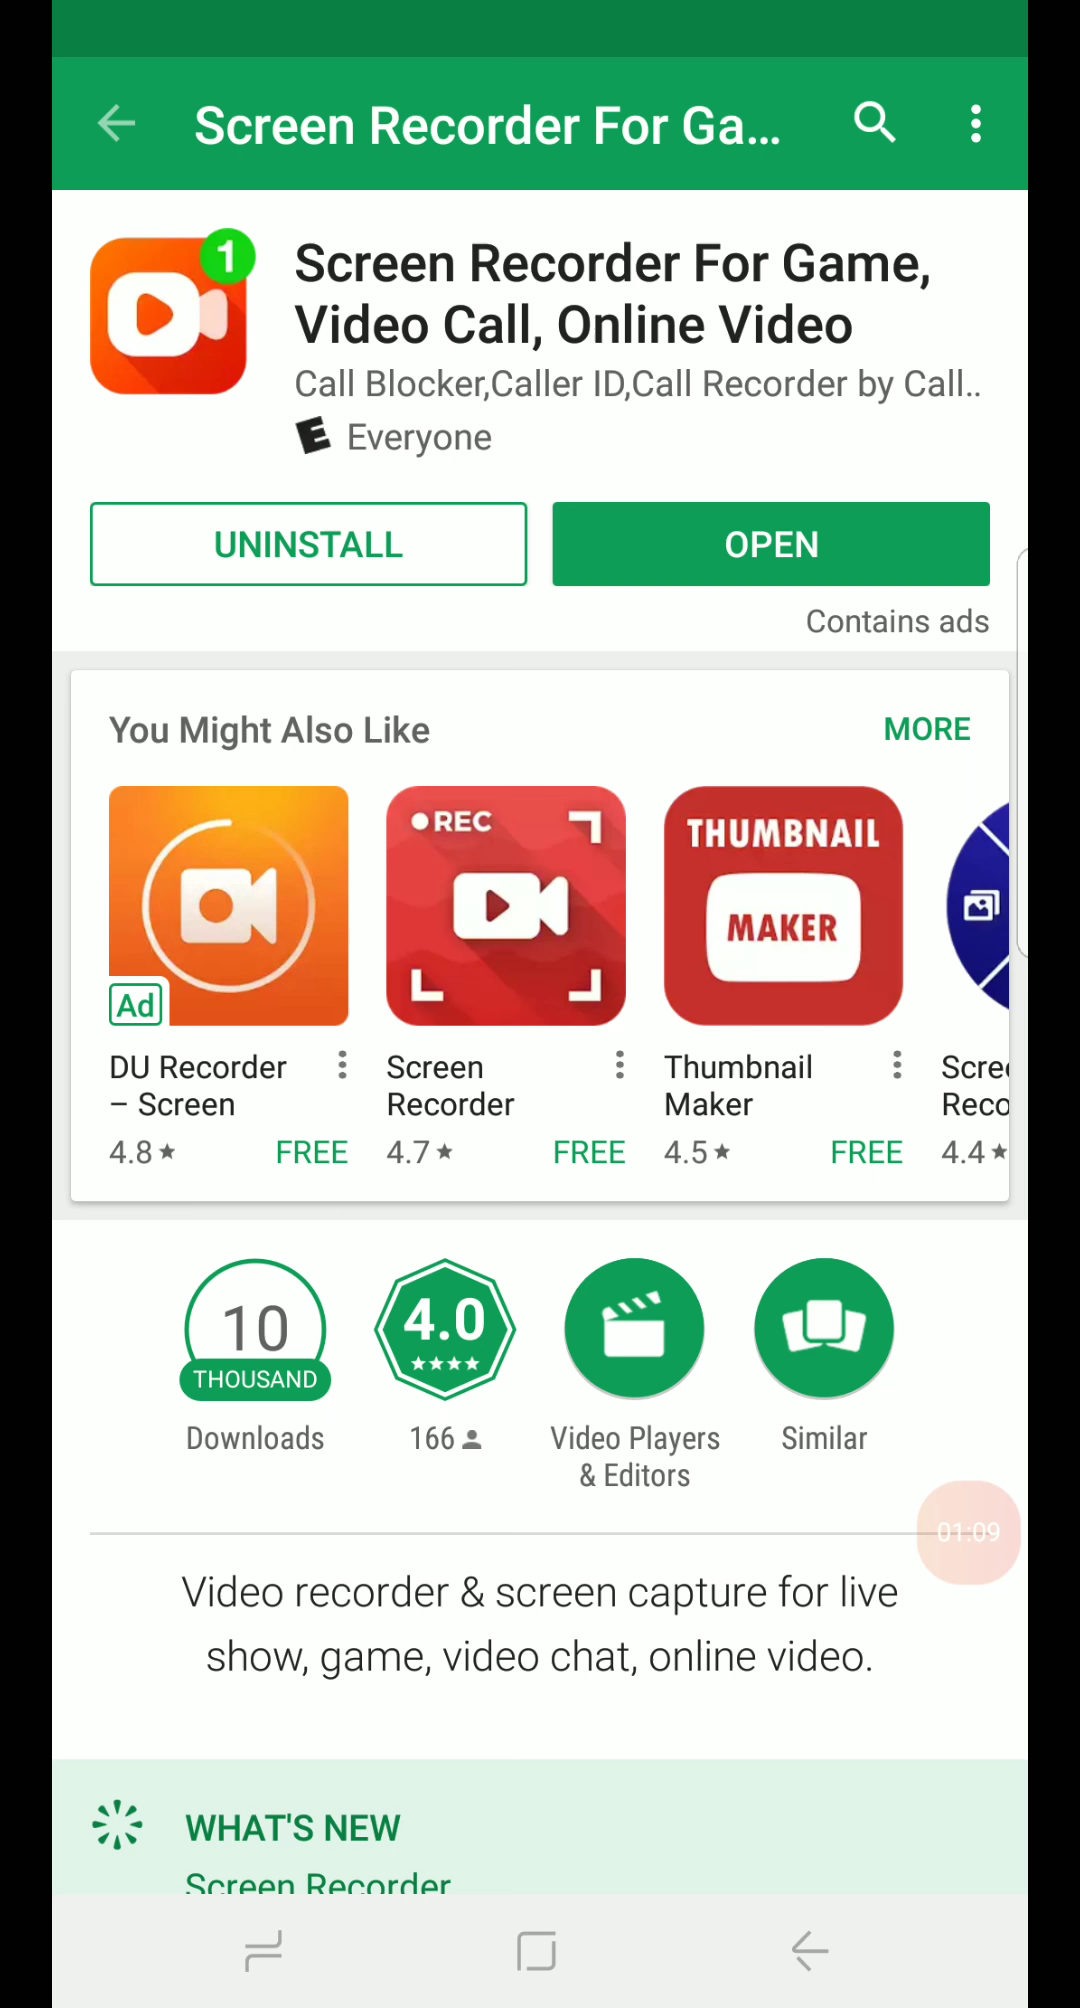 Screen Recorder For Ga...
1
Screen Recorder For Game,
Video Call, Online Video
Call Blocker,Caller ID,Call Recorder by Call..
E Everyone
UNINSTALL
OPEN
Contains ads
You Might Also Like
MORE
REC
THUMBNAIL
MAKER
Ad
DU Recorder
– Screen
4.8
FREE
Screen
Recorder
4.7
FREE
Thumbnail
Maker
4.5
FREE
Scre
Reco
4.4
10
THOUSAND
Downloads
4.0
166
Video Players
& Editors
Similar
01:09
Video recorder & screen capture for live
show, game, video chat, online video.
WHAT'S NEW
Screen Recorder